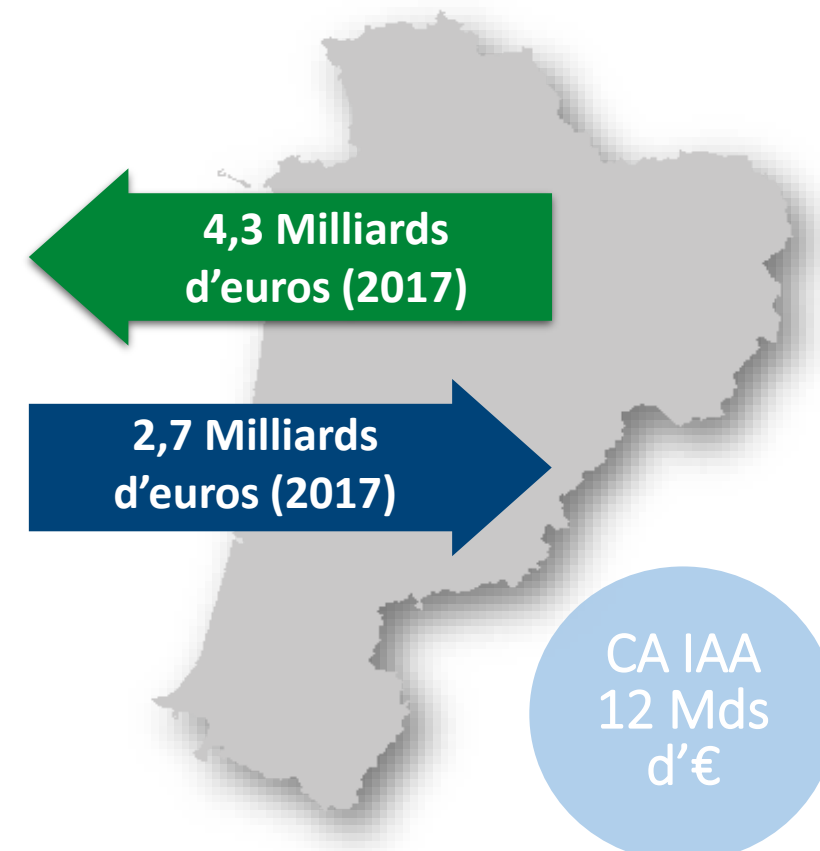 4,3 Milliards
d’euros (2017)
2,7 Milliards
d’euros (2017)
CA IAA
12 Mds
d’€